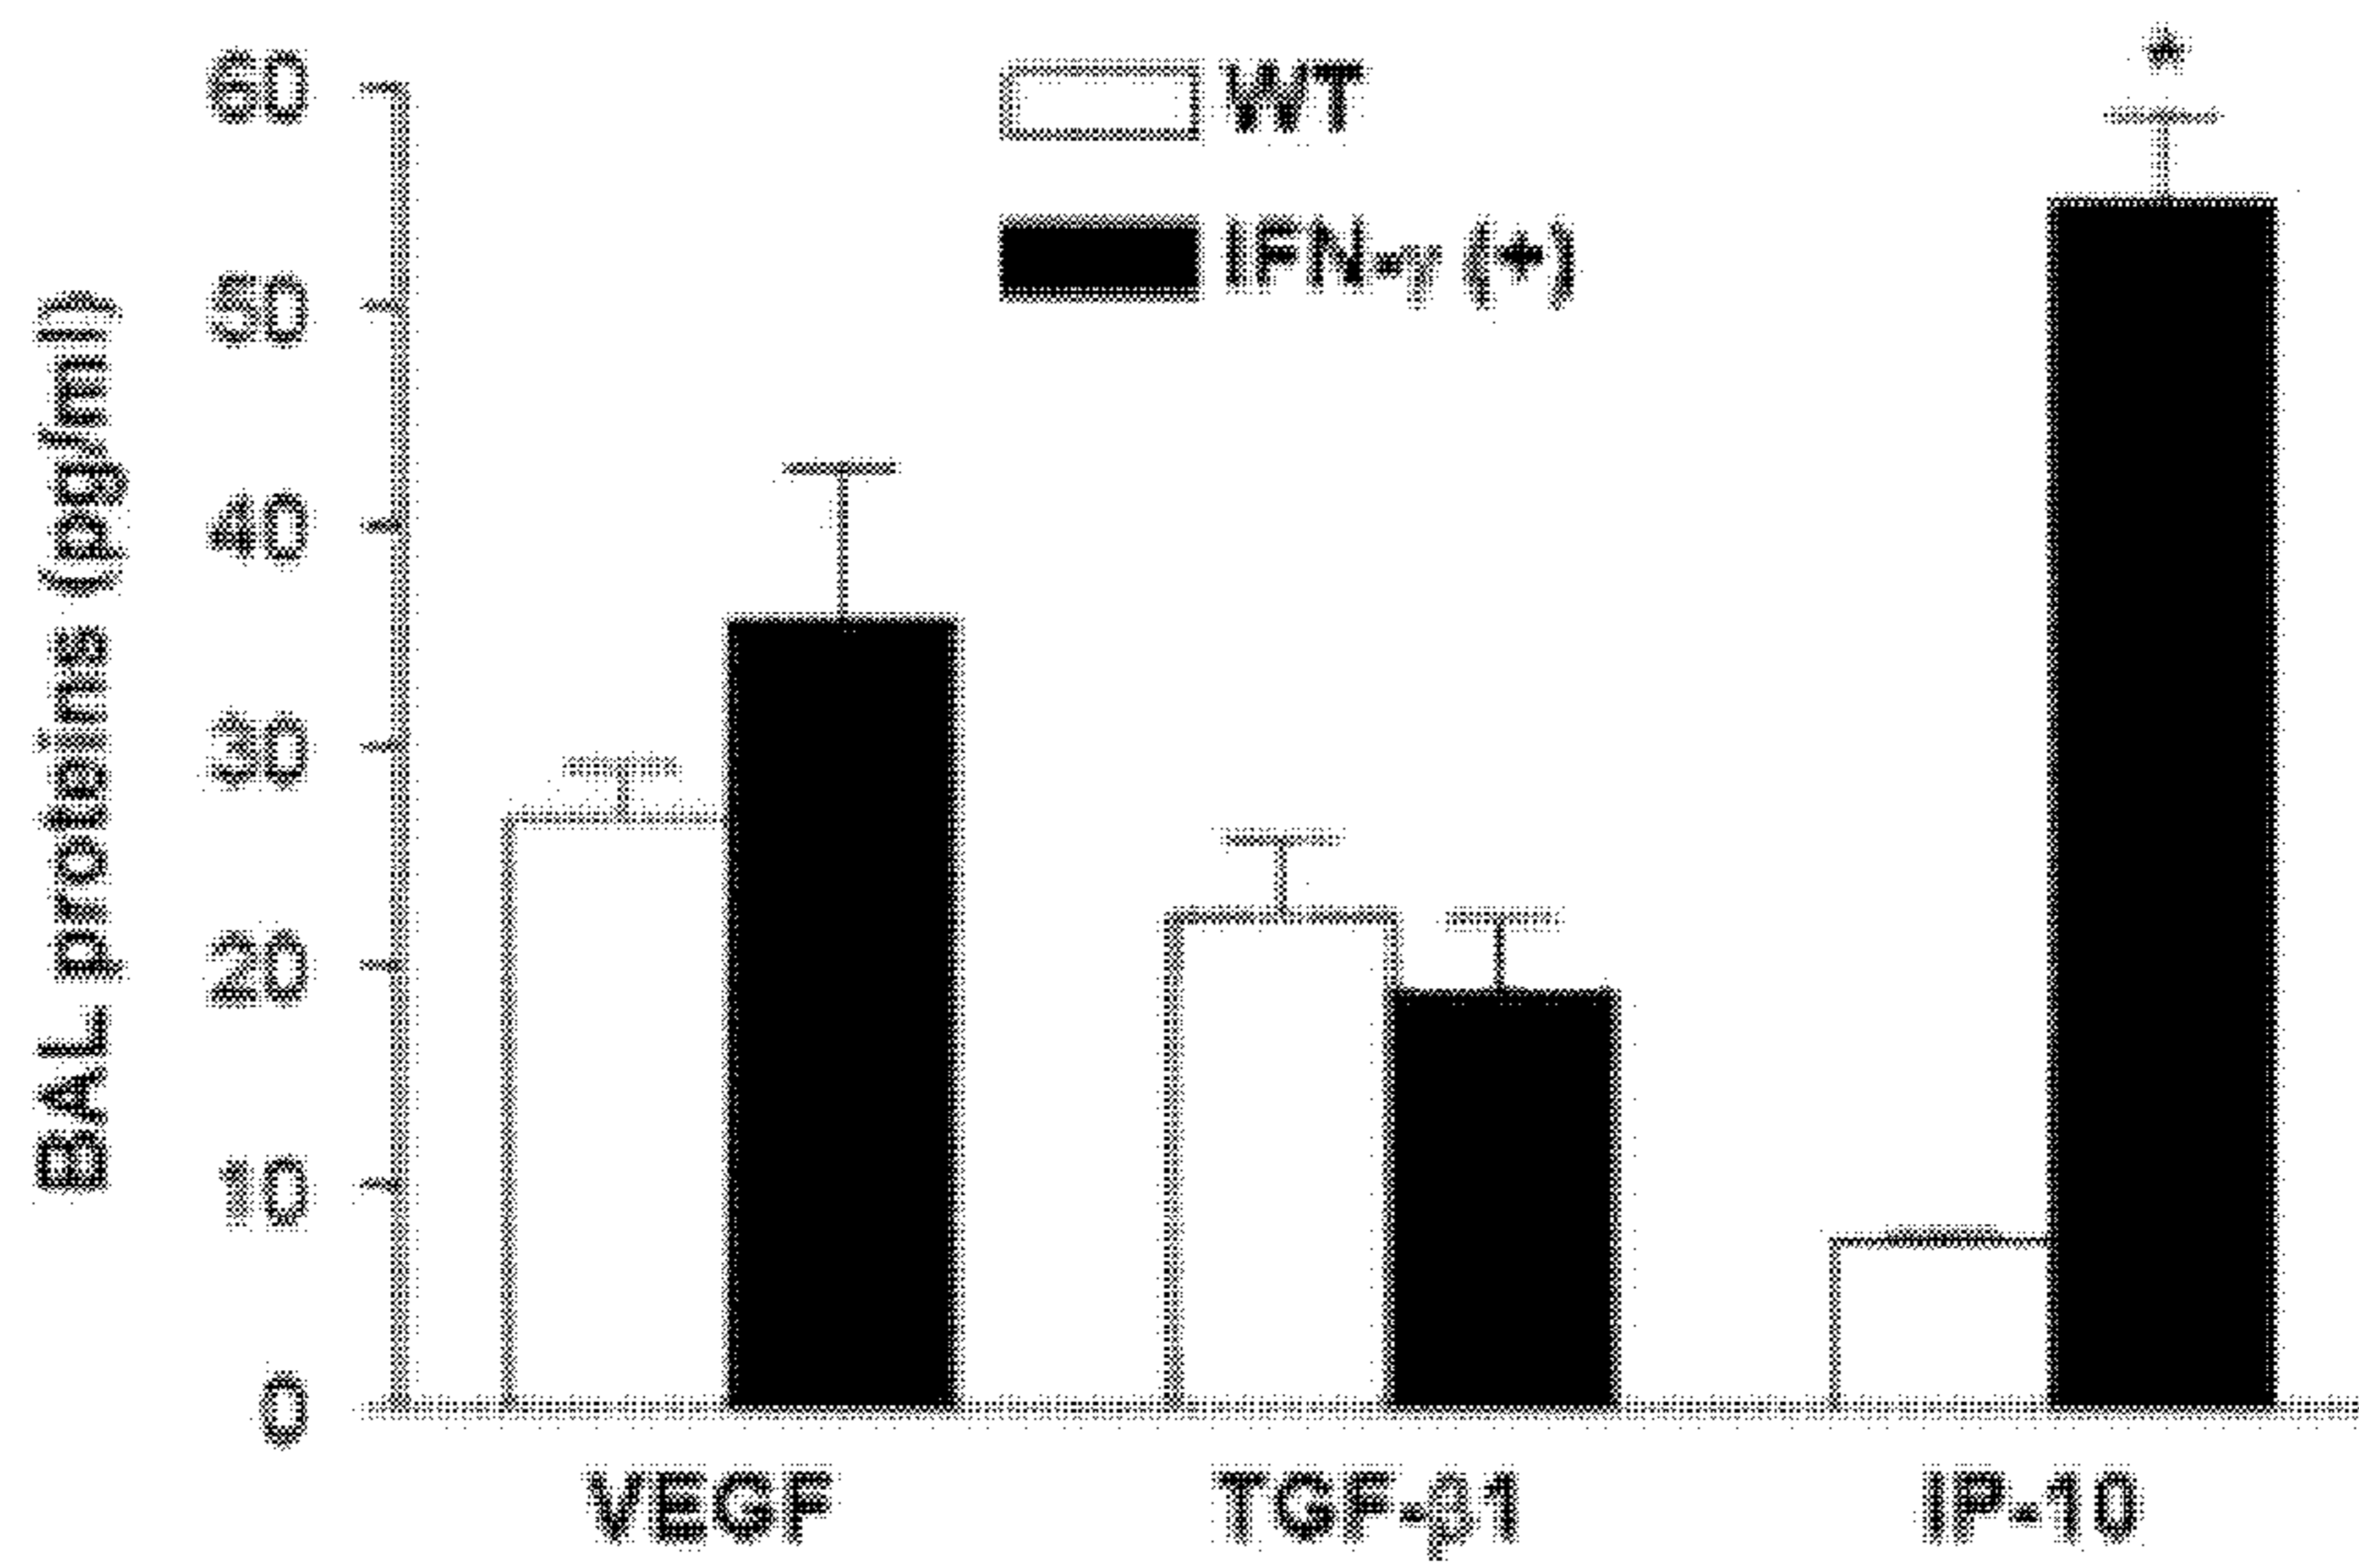 *
WT
IFN-γ (+)
BAL proteins (pg/ml)
60
50
40
30
20
10
0
VEGF
TGF-β1
IP-10